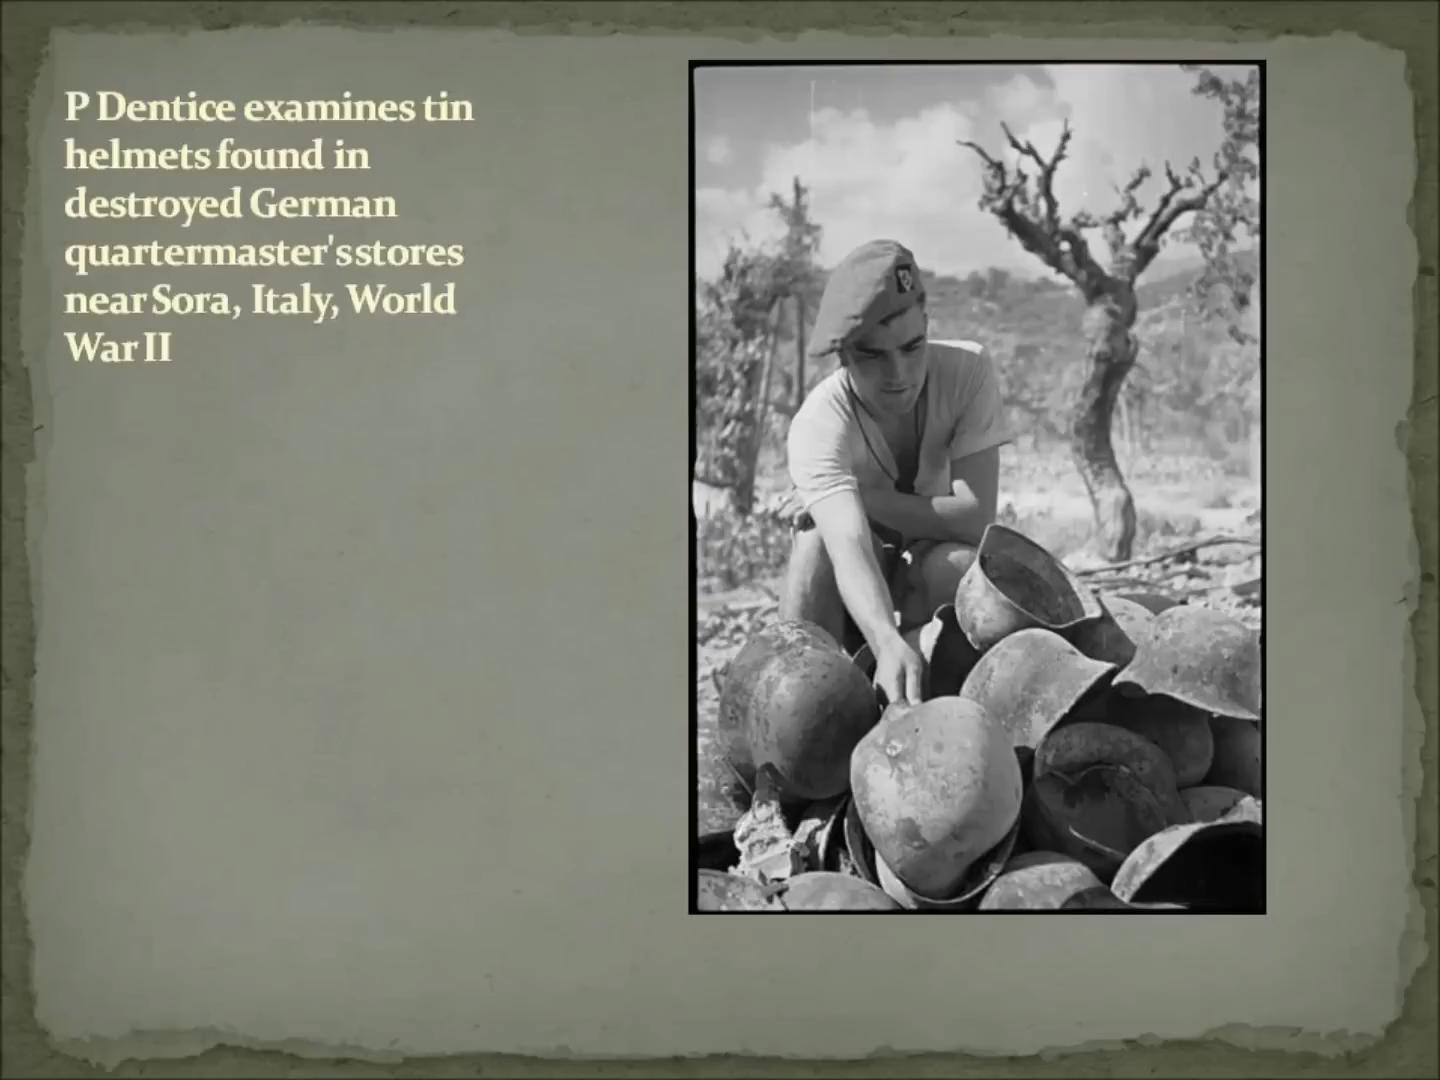 P Dentice examines tin
helmets found in
destroyed German
quartermaster's stores
near Sora, Italy, World
War II